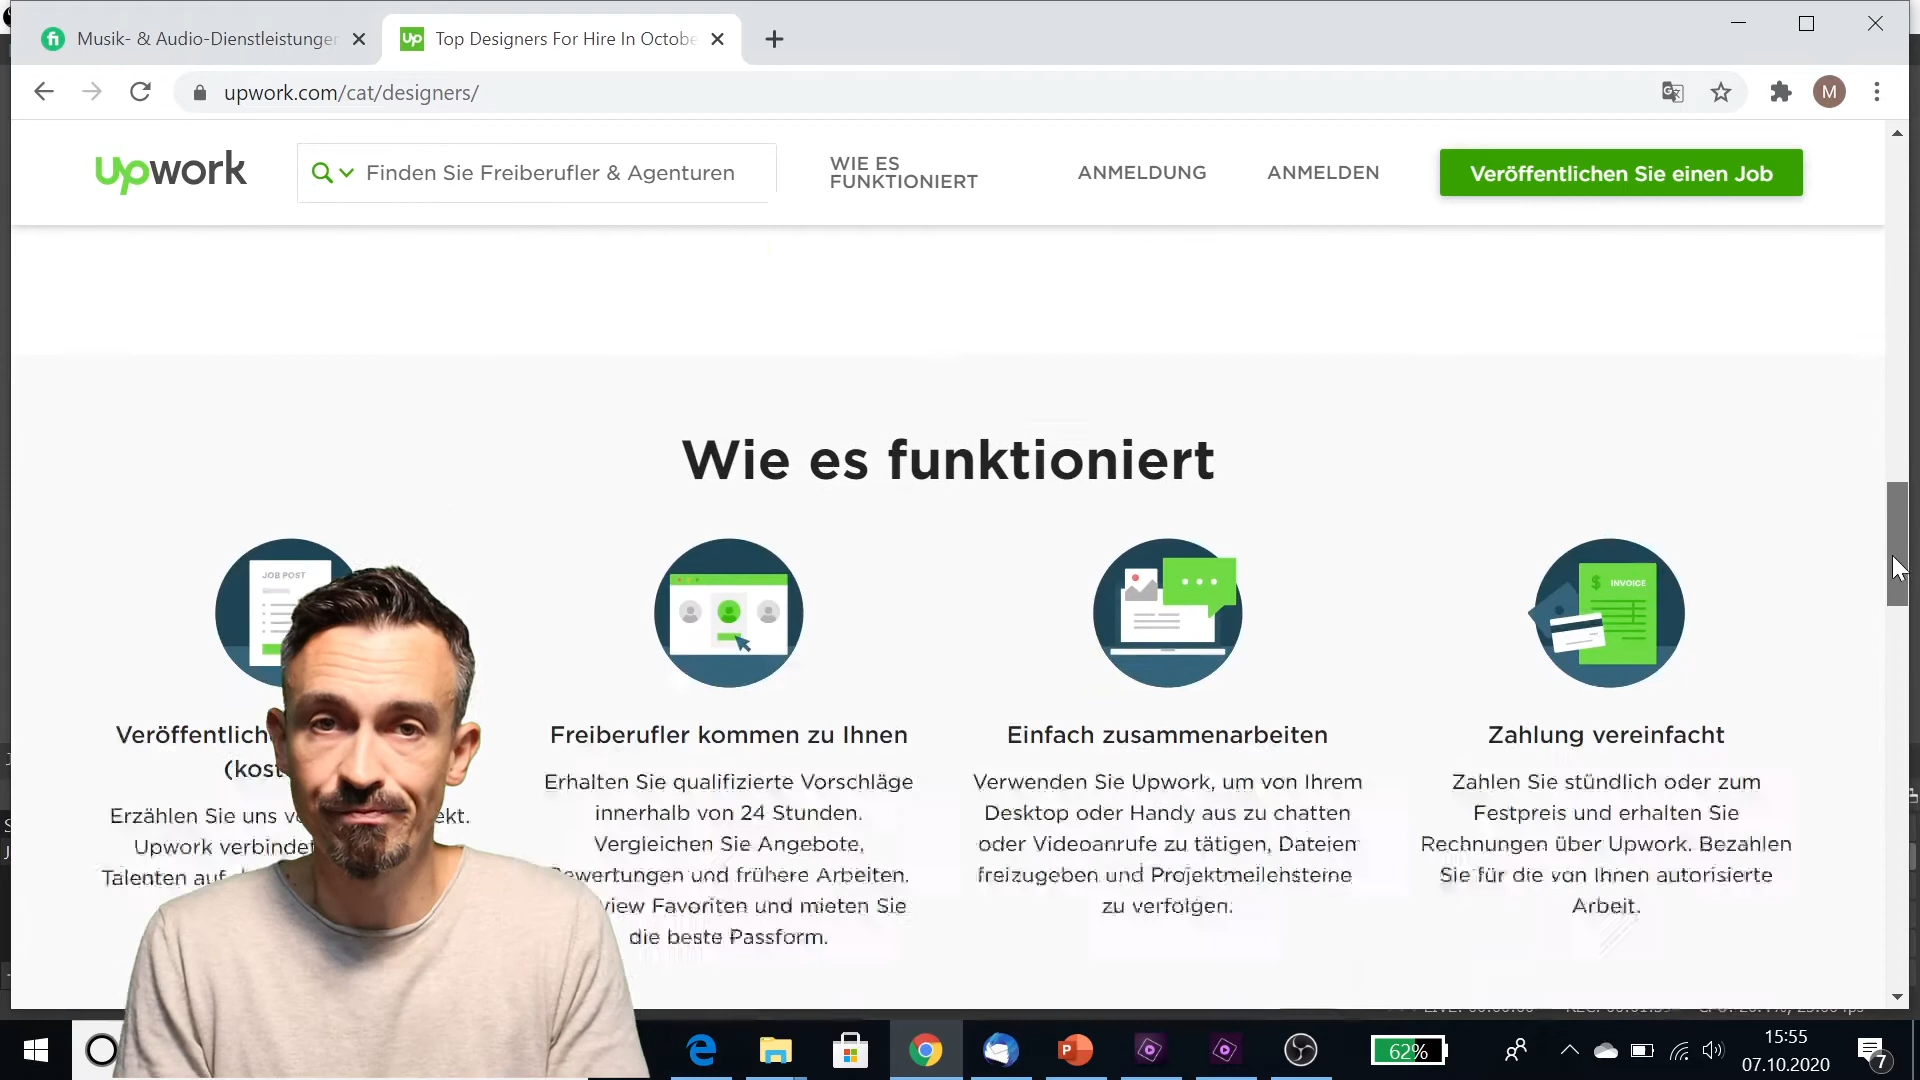 Musik- & Audio-Dienstleistunger
Up Top Designers For Hire In Octobe
upwork.com/cat/designers/
M
upwork
Finden Sie Freiberufler & Agenturen
WIE ES
FUNKTIONIERT
ANMELDUNG
ANMELDEN
Veröffentlichen Sie einen Job
Wie es funktioniert
JOB POST
$ INVOICE
Veröffentlich
(kost
Erzählen Sie uns v ekt.
Upwork verbindet
Talenten auf
Freiberufler kommen zu Ihnen
Erhalten Sie qualifizierte Vorschläge
innerhalb von 24 Stunden.
Vergleichen Sie Angebote,
Bewertungen und frühere Arbeiten.
view Favoriten und mieten Sie
die beste Passform.
Einfach zusammenarbeiten
Verwenden Sie Upwork, um von Ihrem
Desktop oder Handy aus zu chatten
oder Videoanrufe zu tätigen, Dateien
freizugeben und Projektmeilensteine
zu verfolgen.
Zahlung vereinfacht
Zahlen Sie stündlich oder zum
Festpreis und erhalten Sie
Rechnungen über Upwork. Bezahlen
Sie für die von Ihnen autorisierte
Arbeit.
62%
15:55
07.10.2020
7